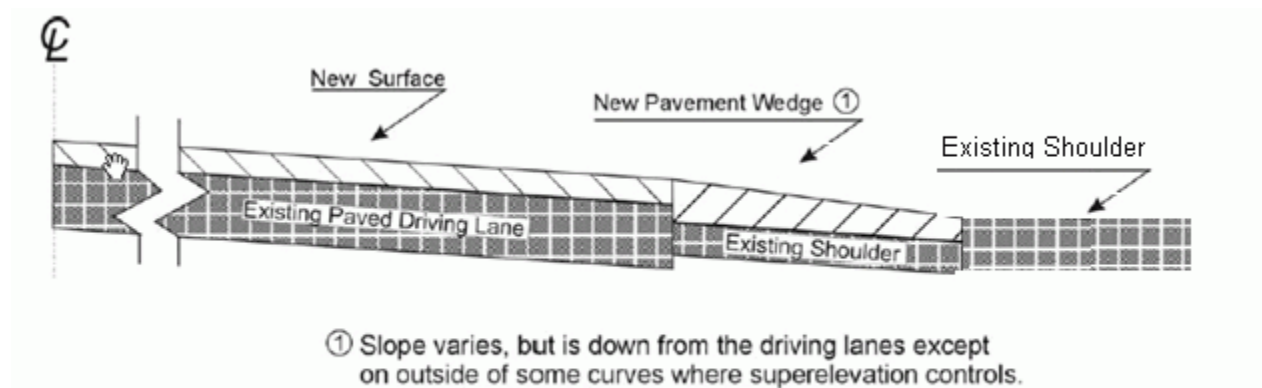 ℄
New Surface
New Pavement Wedge ①
Existing Shoulder
Existing Paved Driving Lane
Existing Shoulder
① Slope varies, but is down from the driving lanes except
on outside of some curves where superelevation controls.